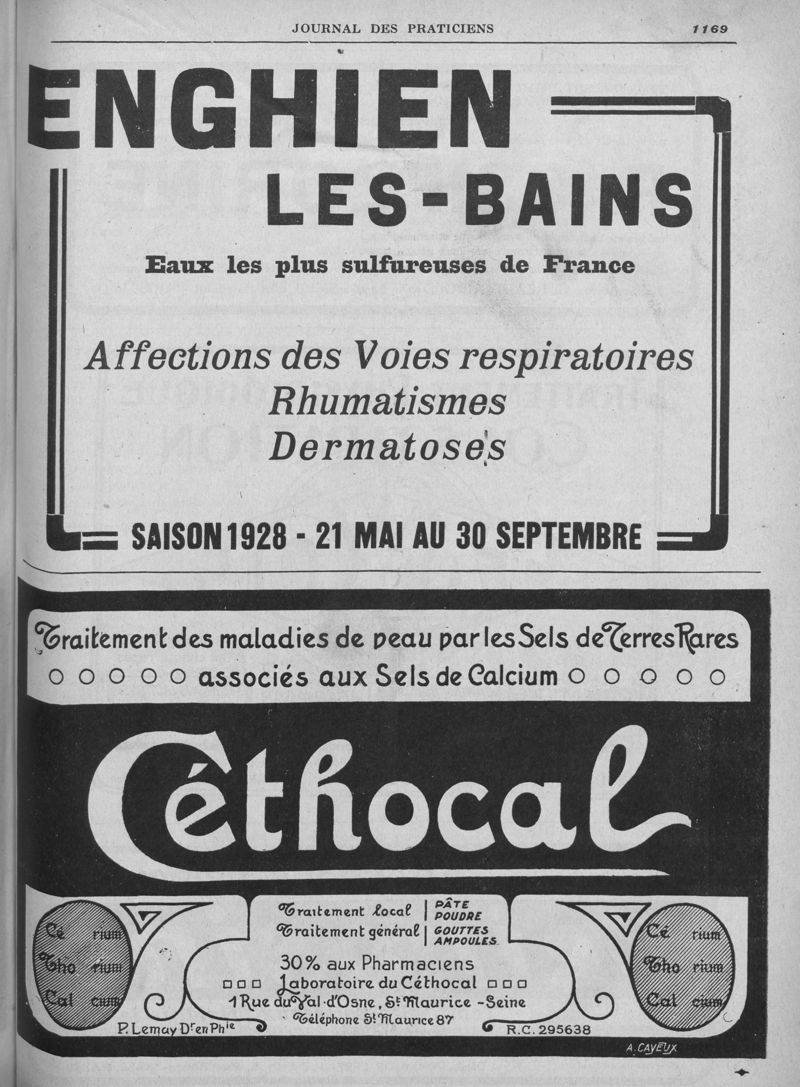 JOURNAL DES PRATICIENS 1169
ENGHIEN
LES-BAINS
Eaux les plus sulfureuses de France
Affections des Voies respiratoires
Rhumatismes
Dermatoses
SAISON 1928 - 21 MAI AU 30 SEPTEMBRE
Traitement des maladies de peau par les Sels de Terres Rares
associés aux Sels de Calcium
Céthocal
Traitement local | PÂTE
POUDRE
Traitement général | GOUTTES
AMPOULES
Cé rium
Tho rium
Cal cium
30% aux Pharmaciens
Laboratoire du Céthocal
1 Rue du Val-d'Osne, St Maurice - Seine
Téléphone St Maurice 87
Cé rium
Tho rium
Cal cium
P. Lemay Dr en Phie
R.C. 295638
A. CAYEUX